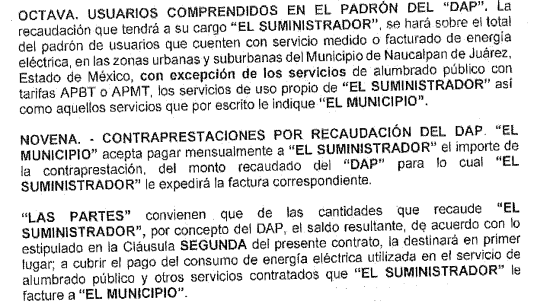 OCTAVA. USUARIOS COMPRENDIDOS EN EL PADRÓN DEL "DAP". La
recaudación que tendrá a su cargo "EL SUMINISTRADOR", se hará sobre el total
del padrón de usuarios que cuenten con servicio medido o facturado de energía
eléctrica, en las zonas urbanas y suburbanas del Municipio de Naucalpan de Juárez,
Estado de México, con excepción de los servicios de alumbrado público con
tarifas APBT o APMT, los servicios de uso propio de "EL SUMINISTRADOR" así
como aquellos servicios que por escrito le indique "EL MUNICIPIO".
NOVENA. - CONTRAPRESTACIONES POR RECAUDACIÓN DEL DAP. "EL
MUNICIPIO" acepta pagar mensualmente a "EL SUMINISTRADOR" el importe de
la contraprestación, del monto recaudado del "DAP" para lo cual "EL
SUMINISTRADOR" le expedirá la factura correspondiente.
"LAS PARTES" convienen que de las cantidades que recaude "EL
SUMINISTRADOR", por concepto del DAP, el saldo resultante, de acuerdo con lo
estipulado en la Cláusula SEGUNDA del presente contrato, la destinará en primer
lugar; a cubrir el pago del consumo de energía eléctrica utilizada en el servicio de
alumbrado público y otros servicios contratados que "EL SUMINISTRADOR" le
facture a "EL MUNICIPIO".